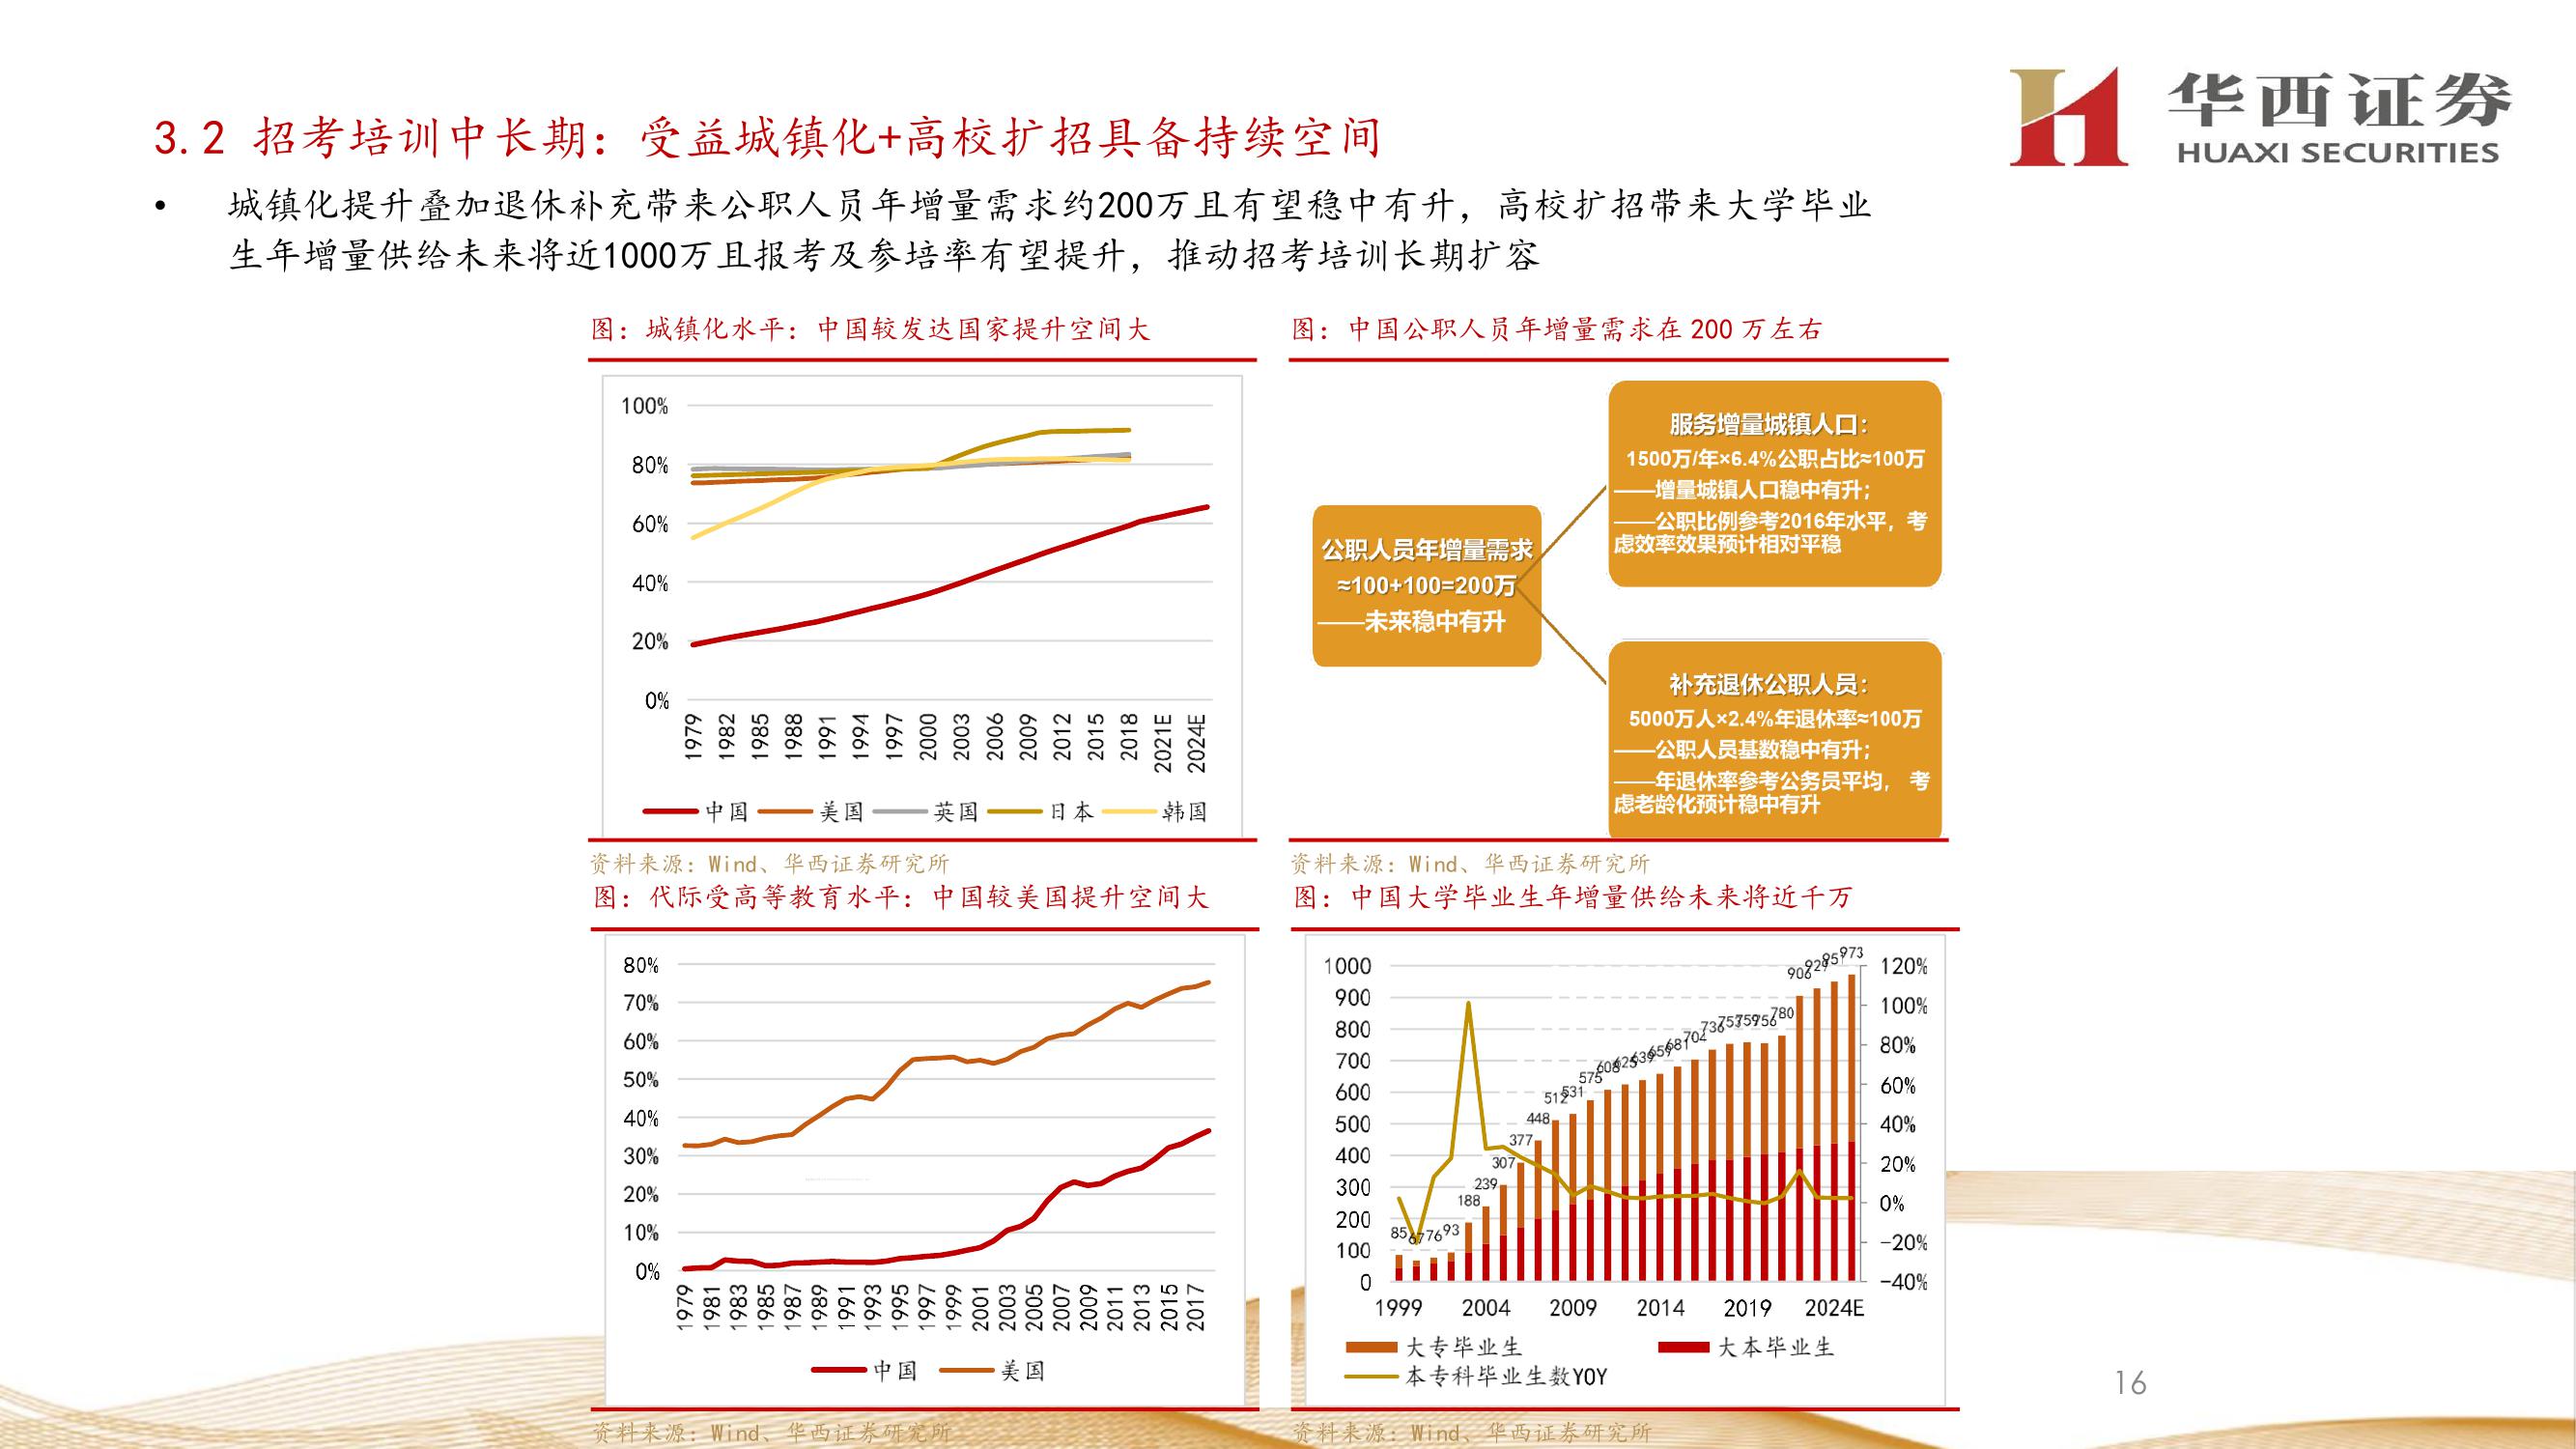 华西证券
HUAXI SECURITIES
3.2 招考培训中长期：受益城镇化+高校扩招具备持续空间
• 城镇化提升叠加退休补充带来公职人员年增量需求约200万且有望稳中有升，高校扩招带来大学毕业
生年增量供给未来将近1000万且报考及参培率有望提升，推动招考培训长期扩容
图：城镇化水平：中国较发达国家提升空间大
100%
80%
60%
40%
20%
0%
1979 1982 1985 1988 1991 1994 1997 2000 2003 2006 2009 2012 2015 2018 2021E 2024E
中国 美国 英国 日本 韩国
资料来源：Wind、华西证券研究所
图：中国公职人员年增量需求在 200 万左右
公职人员年增量需求
≈100+100=200万
——未来稳中有升
服务增量城镇人口：
1500万/年×6.4%公职占比≈100万
——增量城镇人口稳中有升；
——公职比例参考2016年水平，考
虑效率效果预计相对平稳
补充退休公职人员：
5000万人×2.4%年退休率≈100万
——公职人员基数稳中有升；
——年退休率参考公务员平均， 考
虑老龄化预计稳中有升
资料来源：Wind、华西证券研究所
图：代际受高等教育水平：中国较美国提升空间大
80%
70%
60%
50%
40%
30%
20%
10%
0%
1979 1981 1983 1985 1987 1989 1991 1993 1995 1997 1999 2001 2003 2005 2007 2009 2011 2013 2015 2017
中国 美国
资料来源：Wind、华西证券研究所
图：中国大学毕业生年增量供给未来将近千万
1000
900
800
700
600
500
400
300
200
100
0
85 67 76 93 188 239 307 377 448 512 531 575 608 625 639 659 681 704 736 753 759 756 780 906 929 951 973
120%
100%
80%
60%
40%
20%
0%
-20%
-40%
1999 2004 2009 2014 2019 2024E
大专毕业生 大本毕业生
本专科毕业生数YOY
资料来源：Wind、华西证券研究所
16